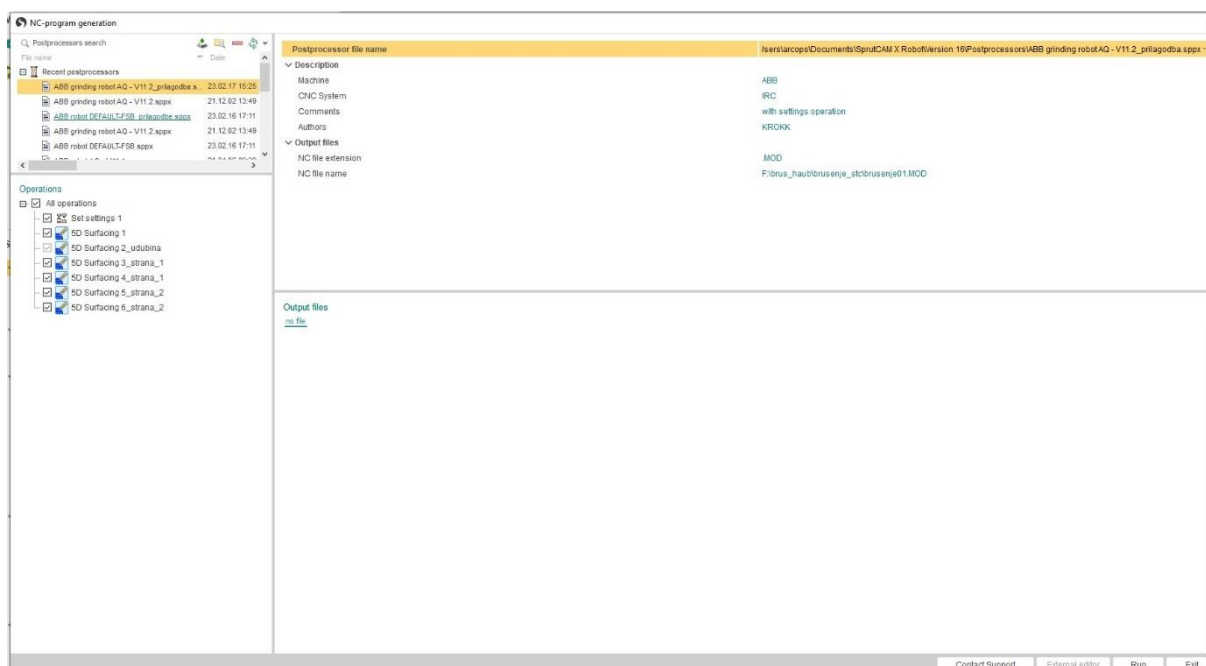 NC-program generation
Postprocessors search
File name Date
Recent postprocessors
ABB grinding robot AQ - V11.2_prilagodba.s... 23.02.17 15:25
ABB grinding robot AQ - V11.2.sppx 21.12.02 13:49
ABB robot DEFAULT-FSB_prilagodbe.sppx 23.02.16 17:11
ABB grinding robot AQ - V11.2.sppx 21.12.02 13:49
ABB robot DEFAULT-FSB.sppx 23.02.16 17:11
Operations
All operations
Set settings 1
5D Surfacing 1
5D Surfacing 2_udubina
5D Surfacing 3_strana_1
5D Surfacing 4_strana_1
5D Surfacing 5_strana_2
5D Surfacing 6_strana_2
Postprocessor file name lsers\arcops\Documents\SprutCAM X Robot\Version 16\Postprocessors\ABB grinding robot AQ - V11.2_prilagodba.sppx
Description
Machine ABB
CNC System IRC
Comments with settings operation
Authors KROKK
Output files
NC file extension .MOD
NC file name F:\brus_haub\brusenje_stc\brusenje01.MOD
Output files
no file
Contact Support External editor Run Exit